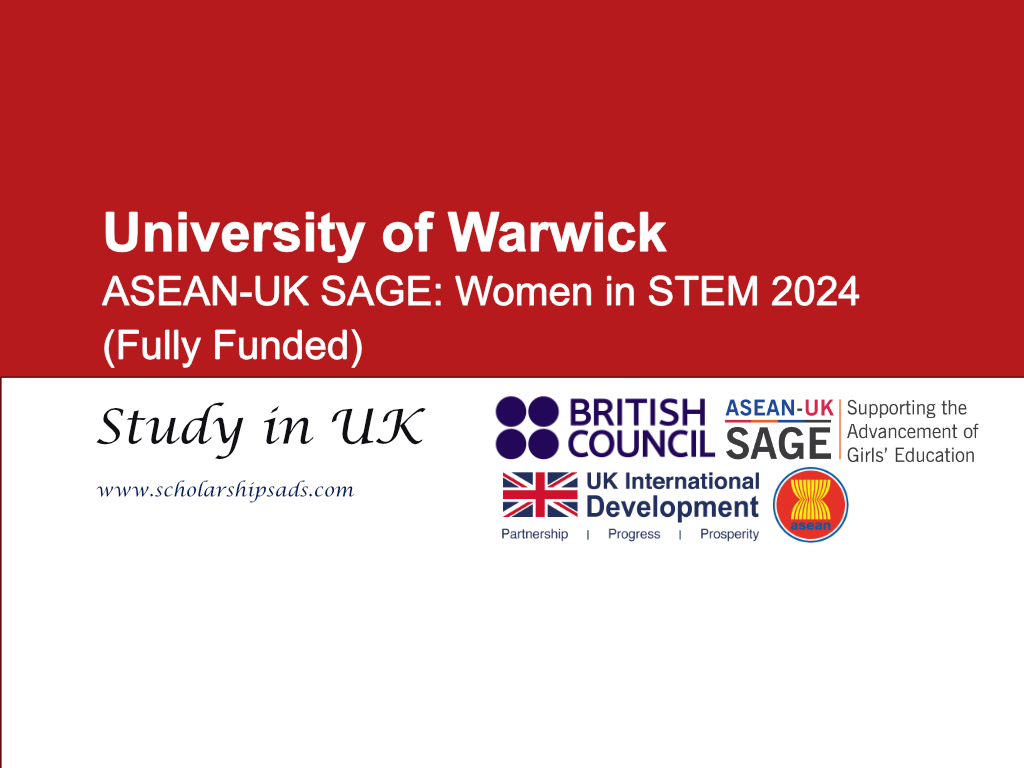 University of Warwick
ASEAN-UK SAGE: Women in STEM 2024
(Fully Funded)
Study in UK
www.scholarshipsads.com
BRITISH
COUNCIL
ASEAN-UK
SAGE
Supporting the
Advancement of
Girls' Education
UK International
Development
Partnership | Progress | Prosperity
asean